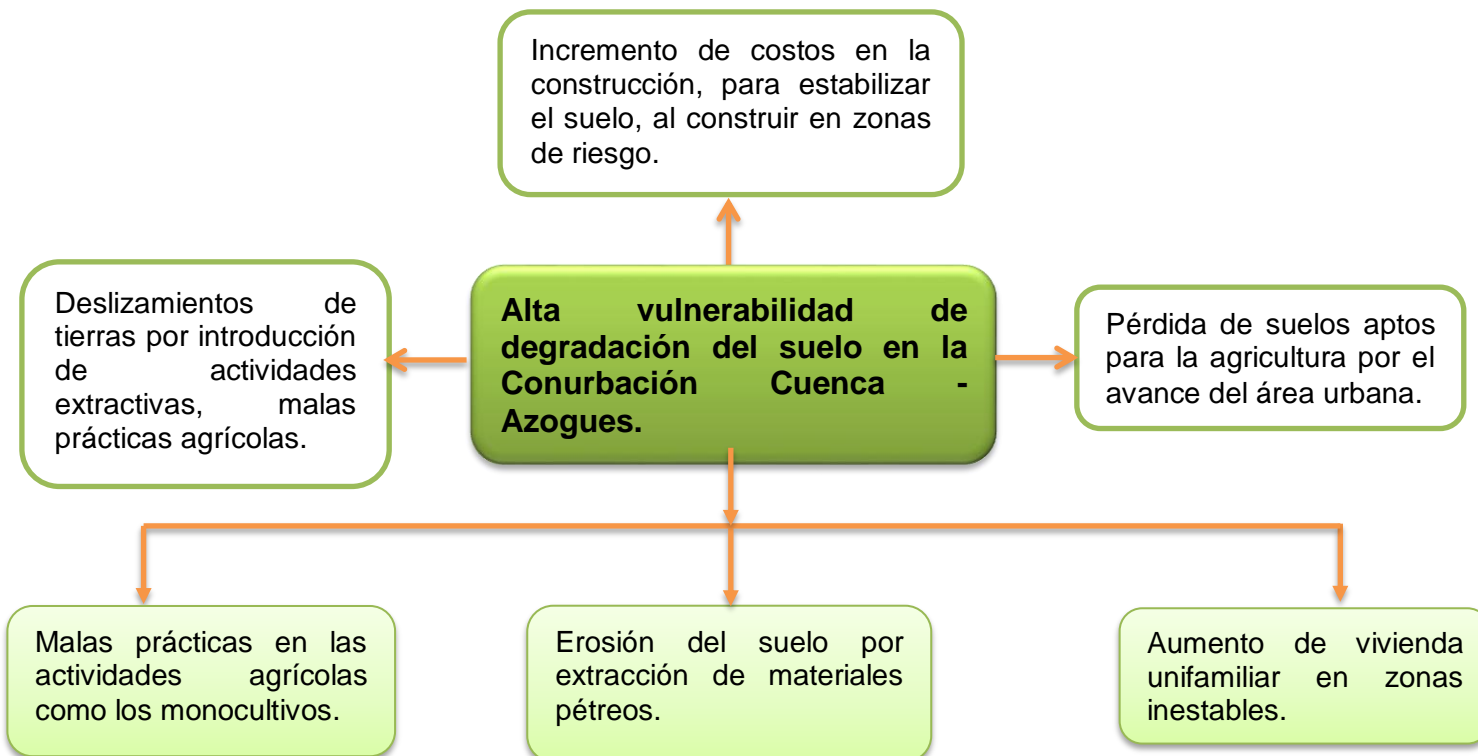 Incremento de costos en la
construcción, para estabilizar
el suelo, al construir en zonas
de riesgo.
Deslizamientos de
tierras por introducción
de actividades
extractivas, malas
prácticas agrícolas.
Alta vulnerabilidad de
degradación del suelo en la
Conurbación Cuenca -
Azogues.
Pérdida de suelos aptos
para la agricultura por el
avance del área urbana.
Malas prácticas en las
actividades agrícolas
como los monocultivos.
Erosión del suelo por
extracción de materiales
pétreos.
Aumento de vivienda
unifamiliar en zonas
inestables.